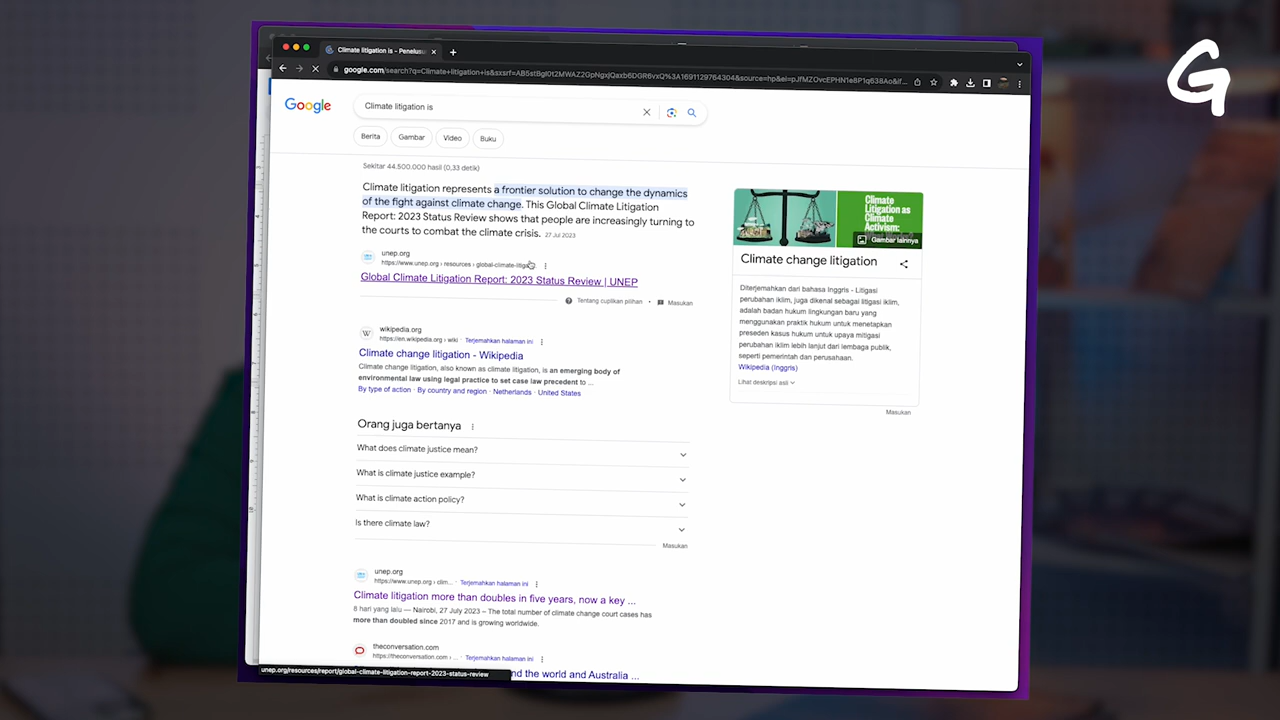 Climate litigation is - Penelusu
google.com/search?q=Climate+litigation+is&sxsrf=
Google
Climate litigation is
Berita
Gambar
Video
Buku
Sekitar 44.500.000 hasil (0,33 detik)
Climate litigation represents a frontier solution to change the dynamics
of the fight against climate change. This Global Climate Litigation
Report: 2023 Status Review shows that people are increasingly turning to
the courts to combat the climate crisis. 27 Jul 2023
unep.org
https://www.unep.org › resources › global-climate-litiga
Global Climate Litigation Report: 2023 Status Review | UNEP
Tentang cuplikan pilihan • Masukan
wikipedia.org
https://en.wikipedia.org › wiki · Terjemahkan halaman ini
Climate change litigation - Wikipedia
Climate change litigation, also known as climate litigation, is an emerging body of
environmental law using legal practice to set case law precedent to ...
By type of action · By country and region · Netherlands · United States
Orang juga bertanya
What does climate justice mean?
What is climate justice example?
What is climate action policy?
Is there climate law?
Masukan
unep.org
https://www.unep.org › clim... · Terjemahkan halaman ini
Climate litigation more than doubles in five years, now a key ...
8 hari yang lalu — Nairobi, 27 July 2023 – The total number of climate change court cases has
more than doubled since 2017 and is growing worldwide.
theconversation.com
https://theconversation.com › ... · Terjemahkan halaman ini
nd the world and Australia ...
unep.org/resources/report/global-climate-litigation-report-2023-status-review
Climate
Litigation as
Climate
Activism:
Gambar lainnya
Climate change litigation
Diterjemahkan dari bahasa Inggris - Litigasi
perubahan iklim, juga dikenal sebagai litigasi iklim,
adalah badan hukum lingkungan baru yang
menggunakan praktik hukum untuk menetapkan
preseden kasus hukum untuk upaya mitigasi
perubahan iklim lebih lanjut dari lembaga publik,
seperti pemerintah dan perusahaan.
Wikipedia (Inggris)
Lihat deskripsi asli
Masukan
G